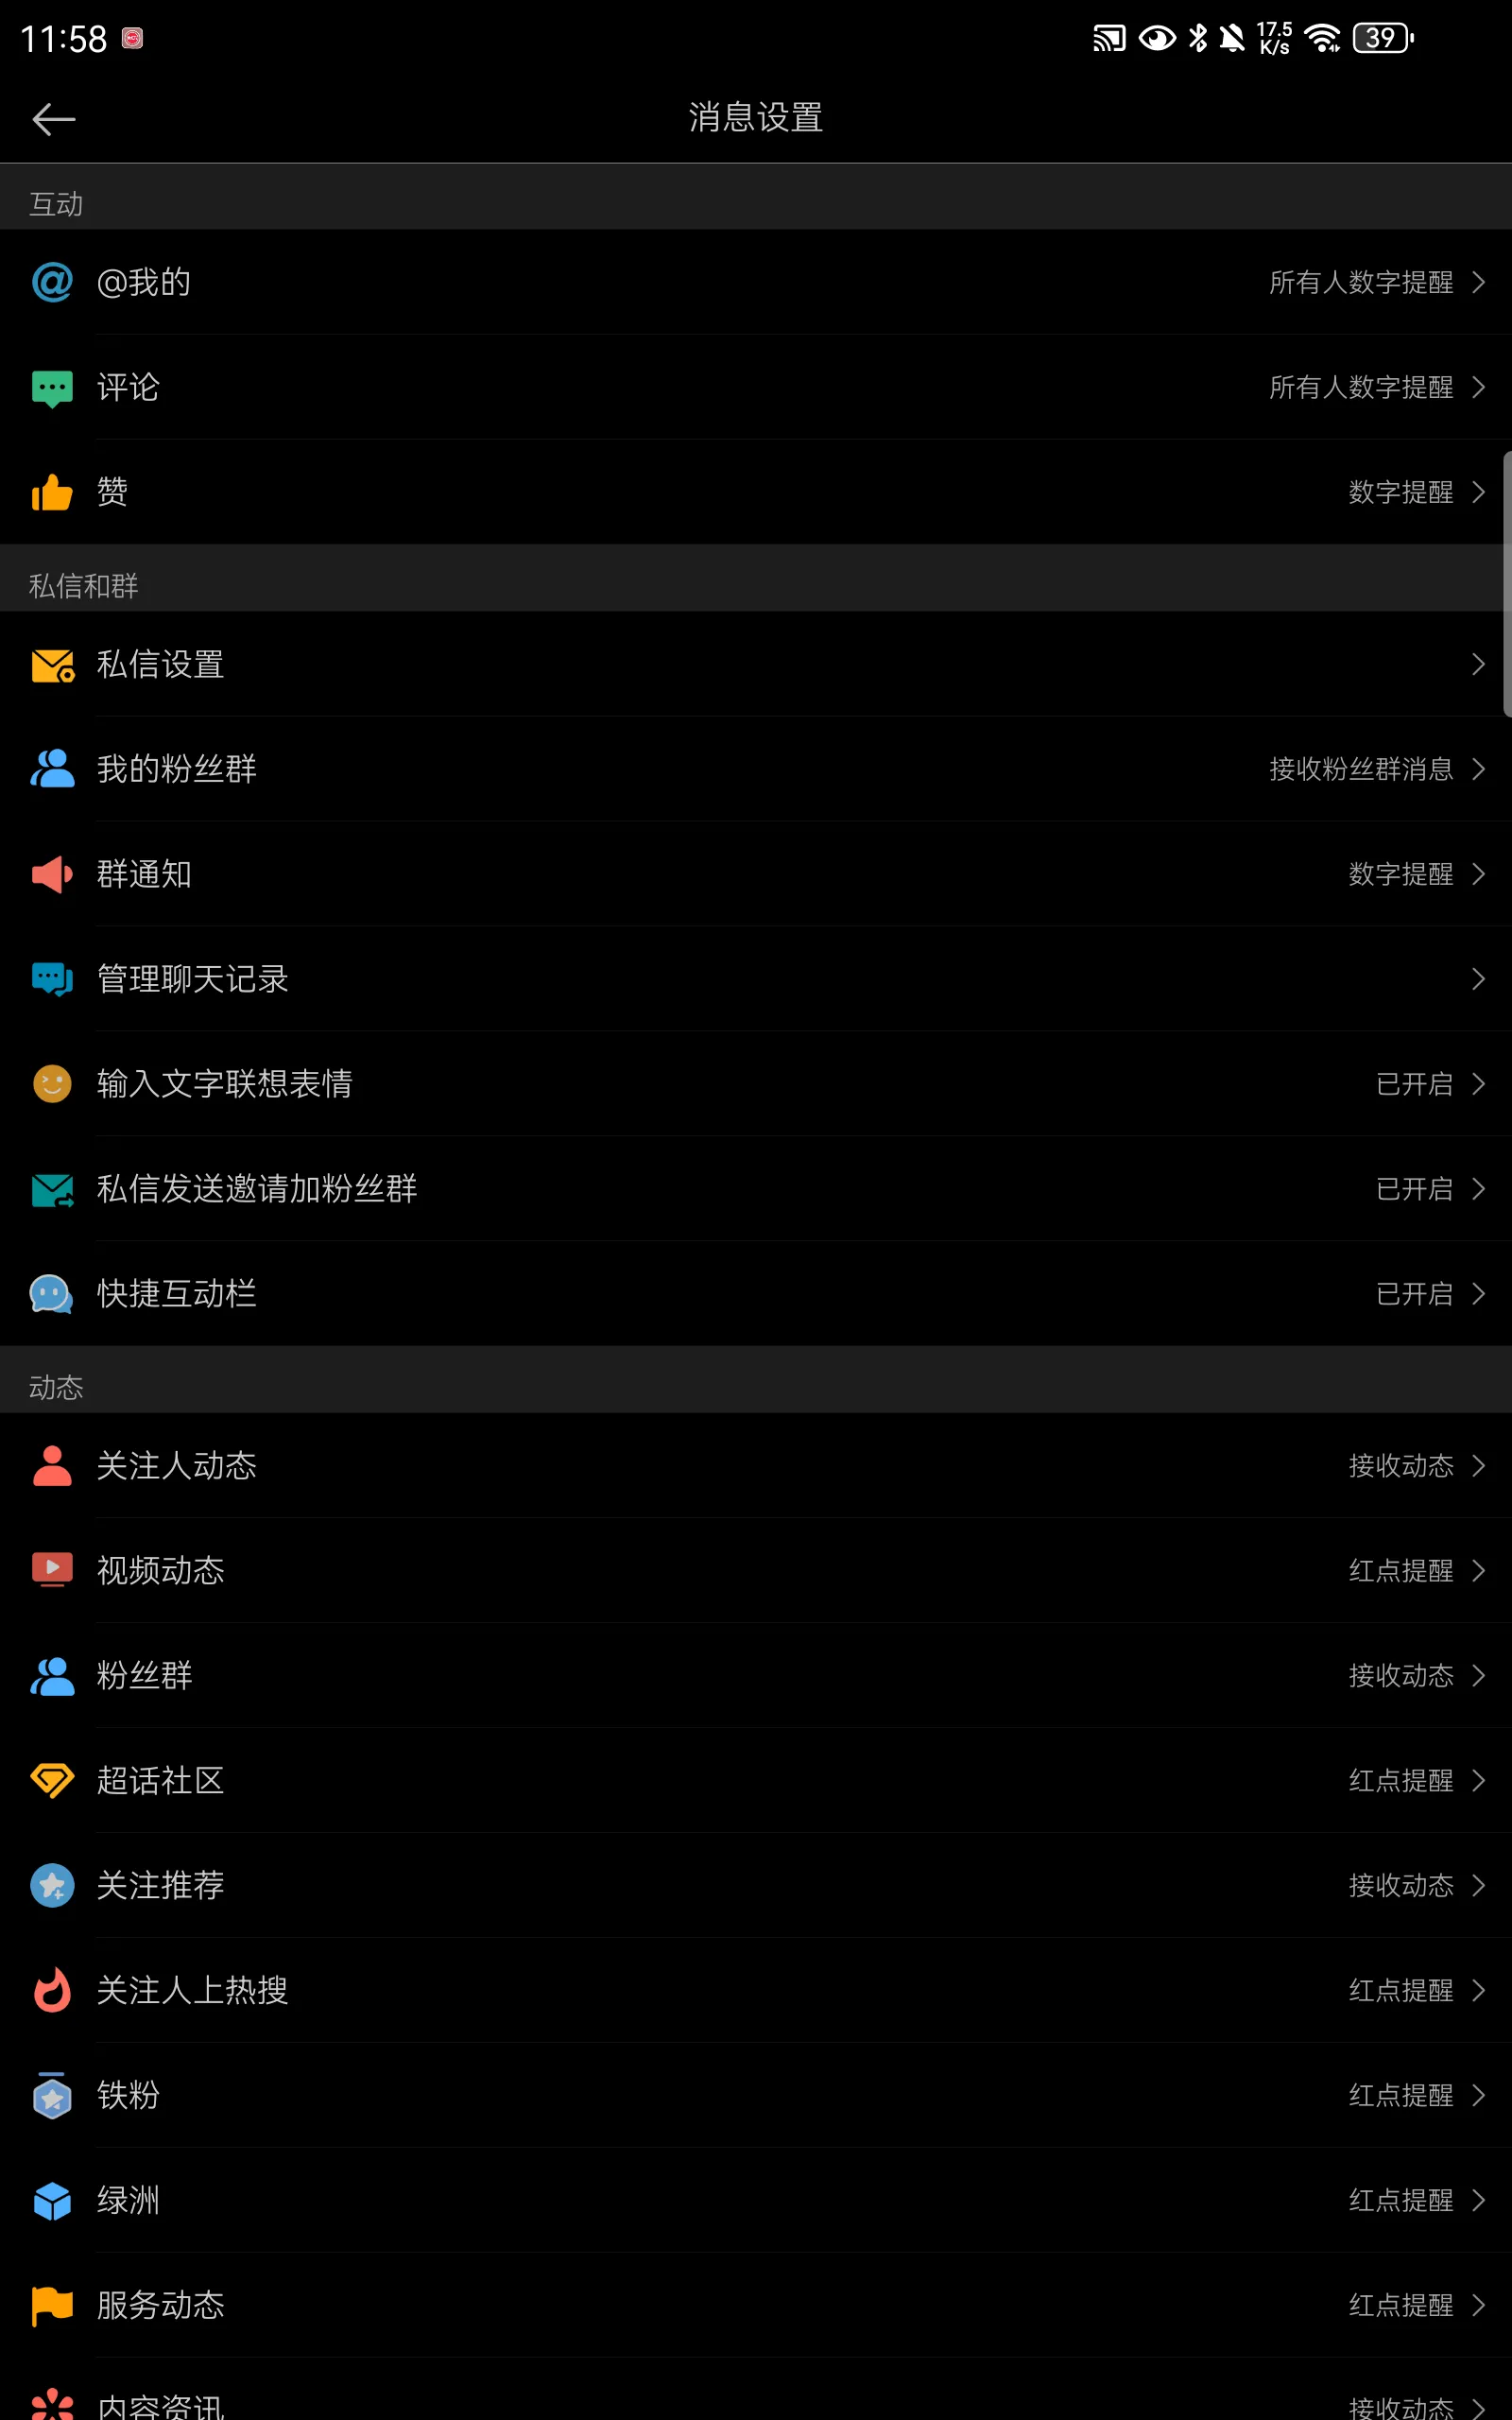 11:58
17.5
K/s
39
消息设置
互动
@我的
所有人数字提醒
评论
所有人数字提醒
赞
数字提醒
私信和群
私信设置
我的粉丝群
接收粉丝群消息
群通知
数字提醒
管理聊天记录
输入文字联想表情
已开启
私信发送邀请加粉丝群
已开启
快捷互动栏
已开启
动态
关注人动态
接收动态
视频动态
红点提醒
粉丝群
接收动态
超话社区
红点提醒
关注推荐
接收动态
关注人上热搜
红点提醒
铁粉
红点提醒
绿洲
红点提醒
服务动态
红点提醒
内容资讯
接收动态